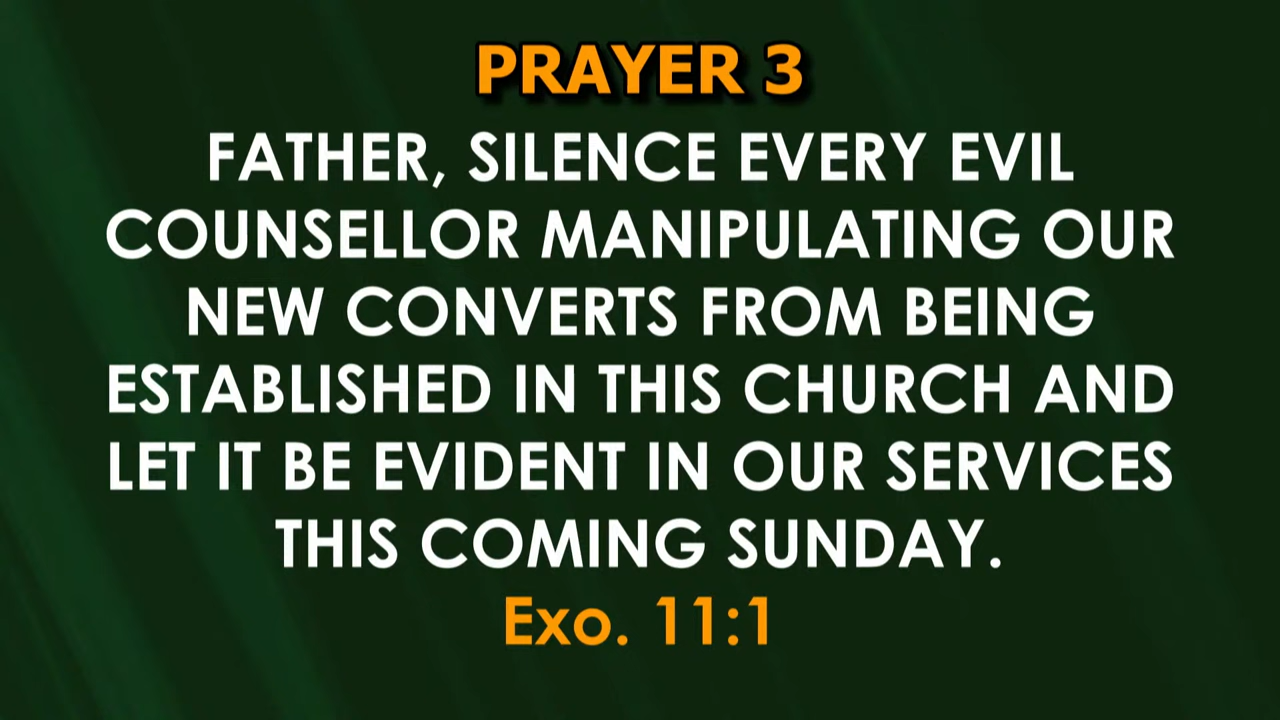 PRAYER 3
FATHER, SILENCE EVERY EVIL
COUNSELLOR MANIPULATING OUR
NEW CONVERTS FROM BEING
ESTABLISHED IN THIS CHURCH AND
LET IT BE EVIDENT IN OUR SERVICES
THIS COMING SUNDAY.
Exo. 11:1